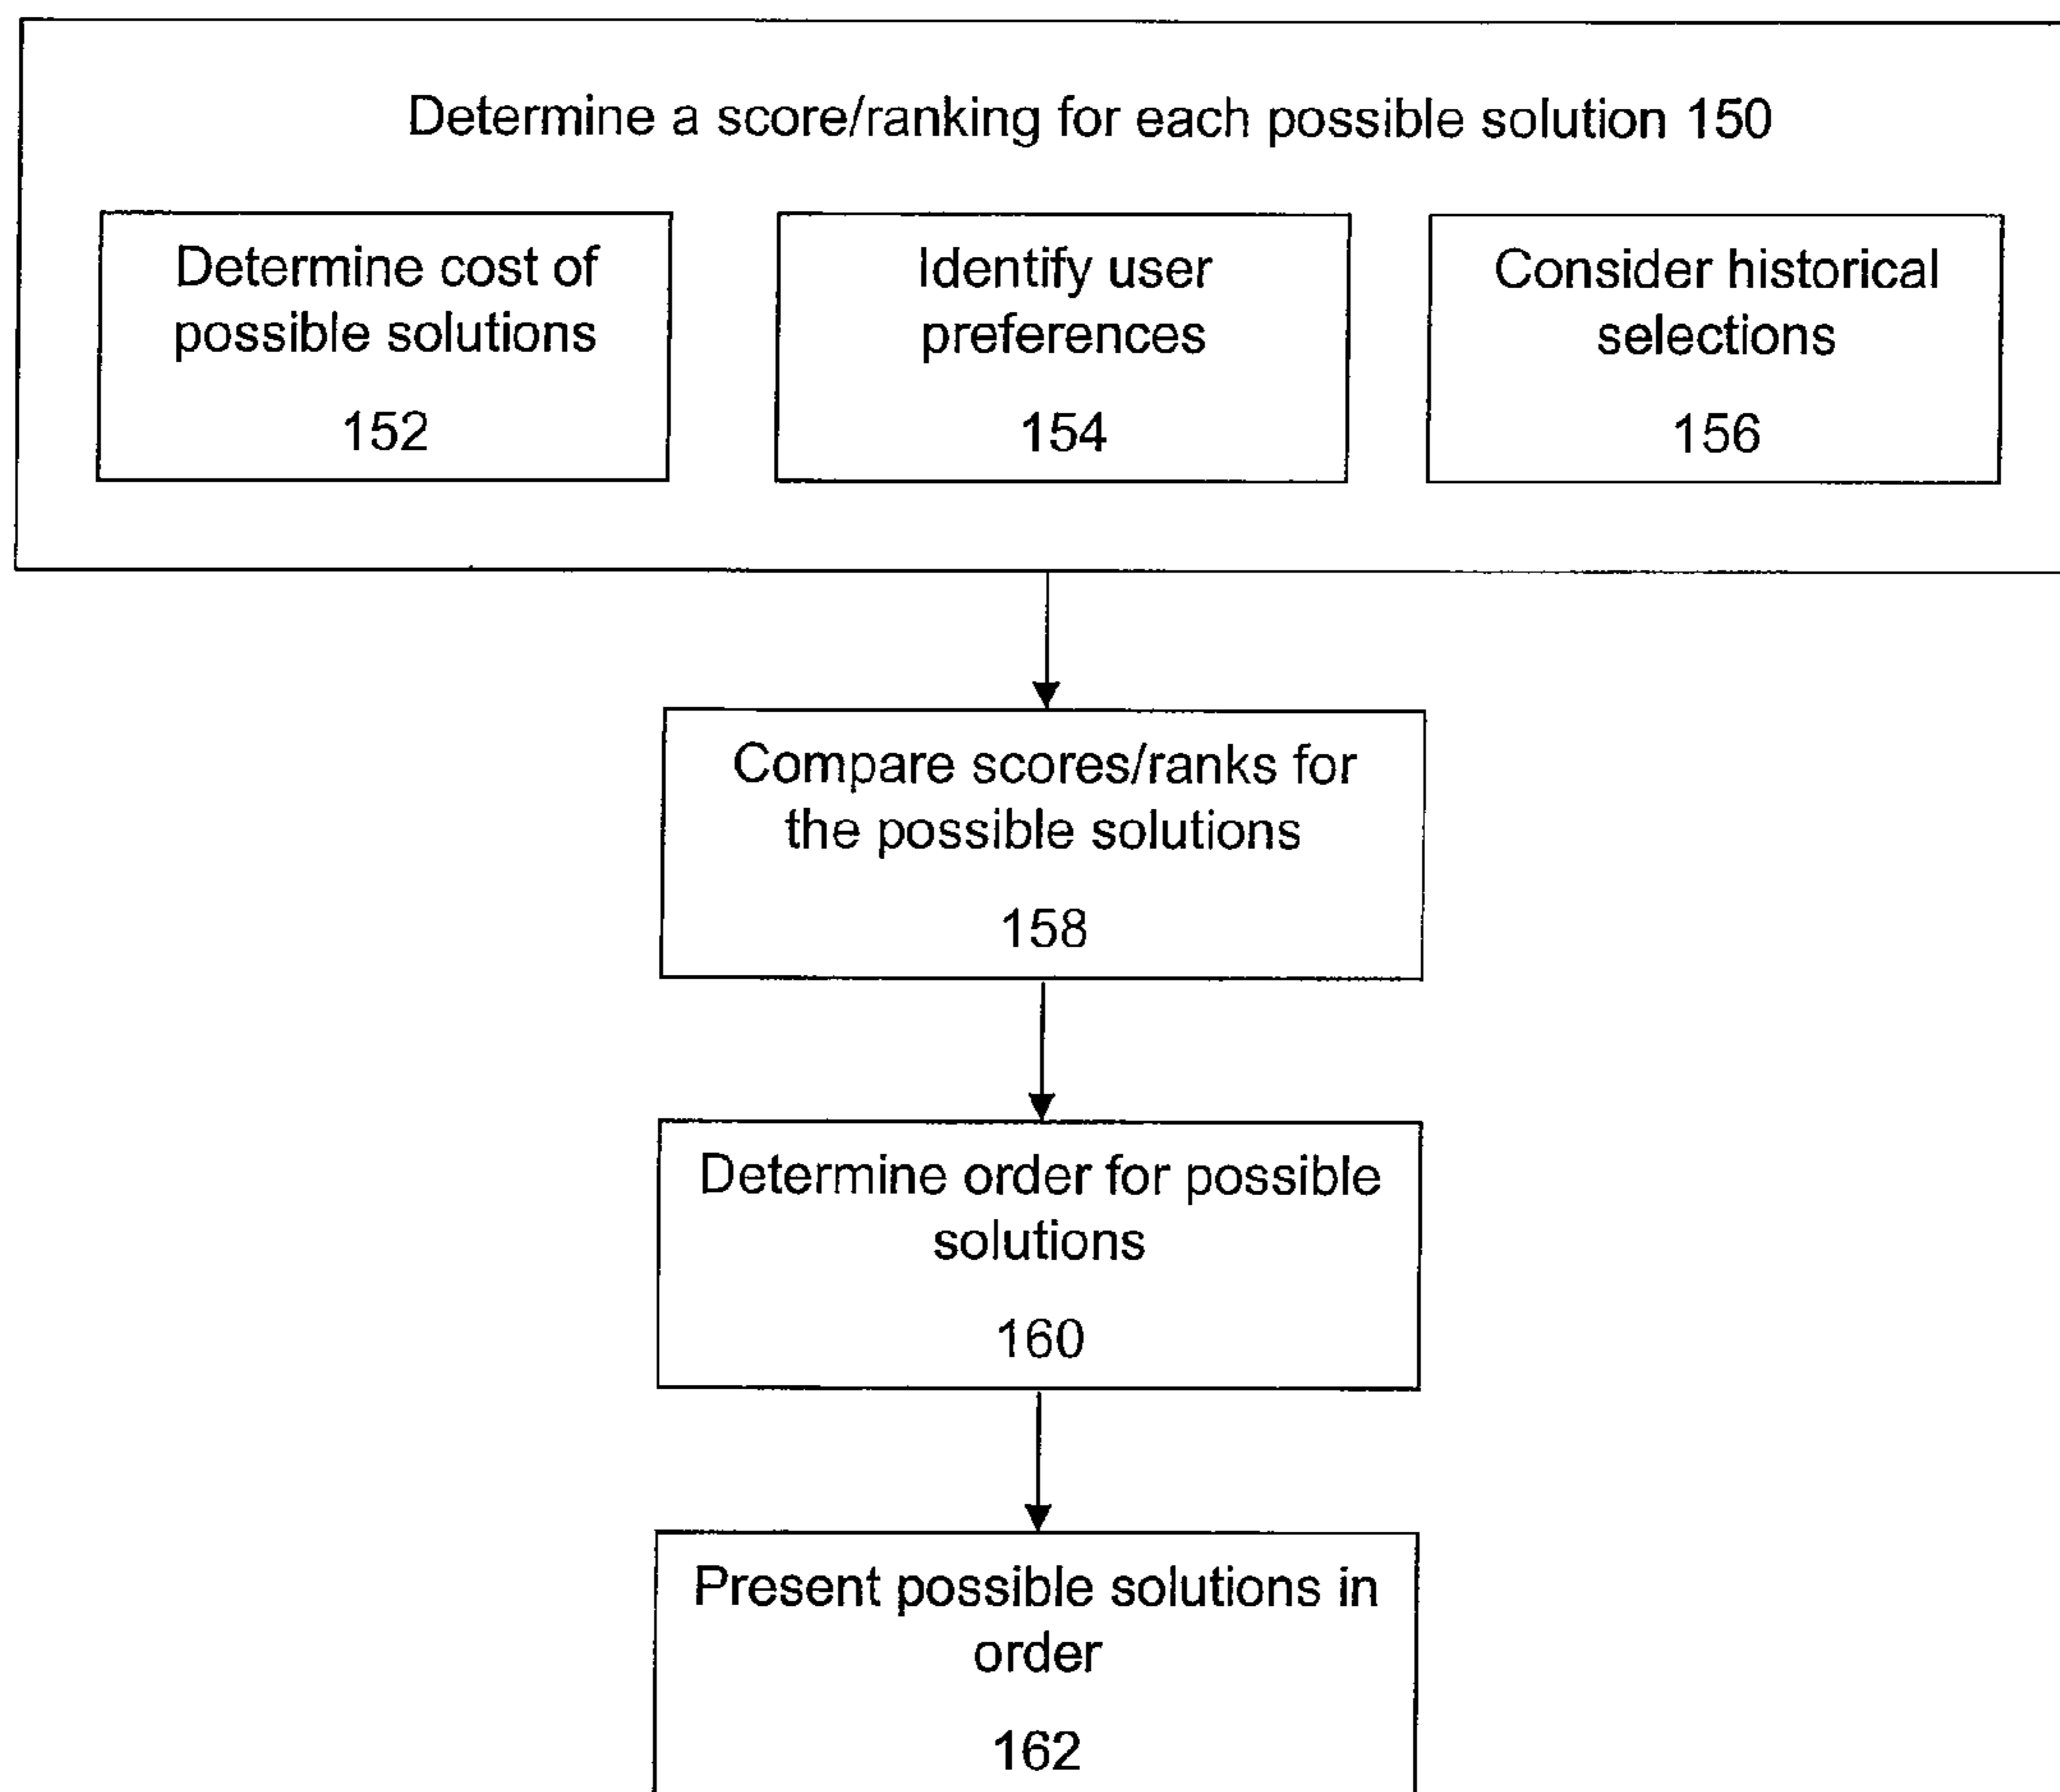 Determine a score/ranking for each possible solution 150
Determine cost of
possible solutions
152
Identify user
preferences
154
Consider historical
selections
156
Compare scores/ranks for
the possible solutions
158
Determine order for possible
solutions
160
Present possible solutions in
order
162